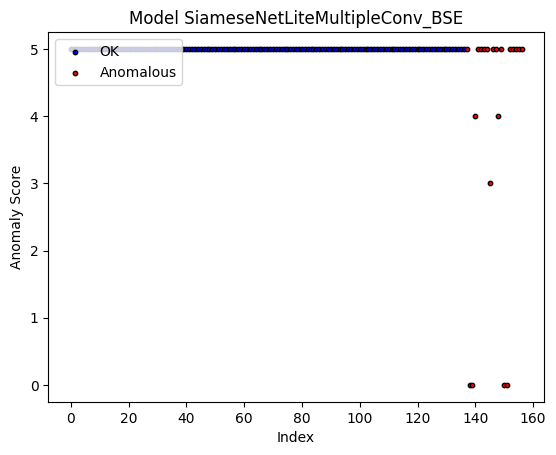 Model SiameseNetLiteMultipleConv_BSE
OK
Anomalous
Anomaly Score
5
4
3
2
1
0
0 20 40 60 80 100 120 140 160
Index